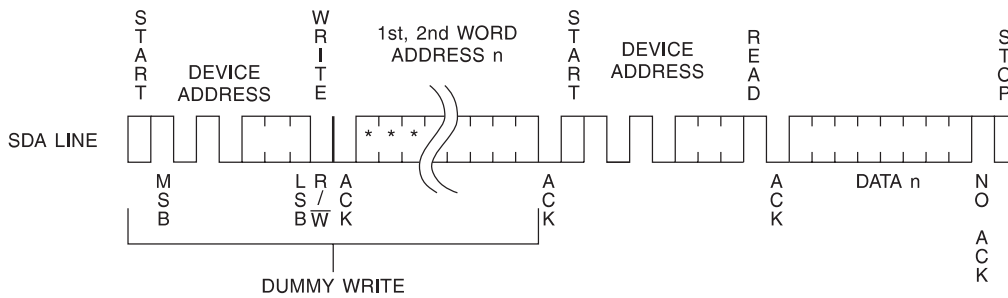 START
WRITE
1st, 2nd WORD
ADDRESS n
START
READ
STOP
DEVICE
ADDRESS
DEVICE
ADDRESS
SDA LINE
* * *
MSB
LSB
R/W
ACK
ACK
ACK
DATA n
NO ACK
DUMMY WRITE